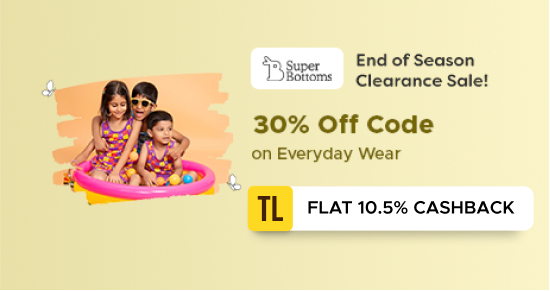 Super
Bottoms
End of Season
Clearance Sale!
30% Off Code
on Everyday Wear
TL
FLAT 10.5% CASHBACK